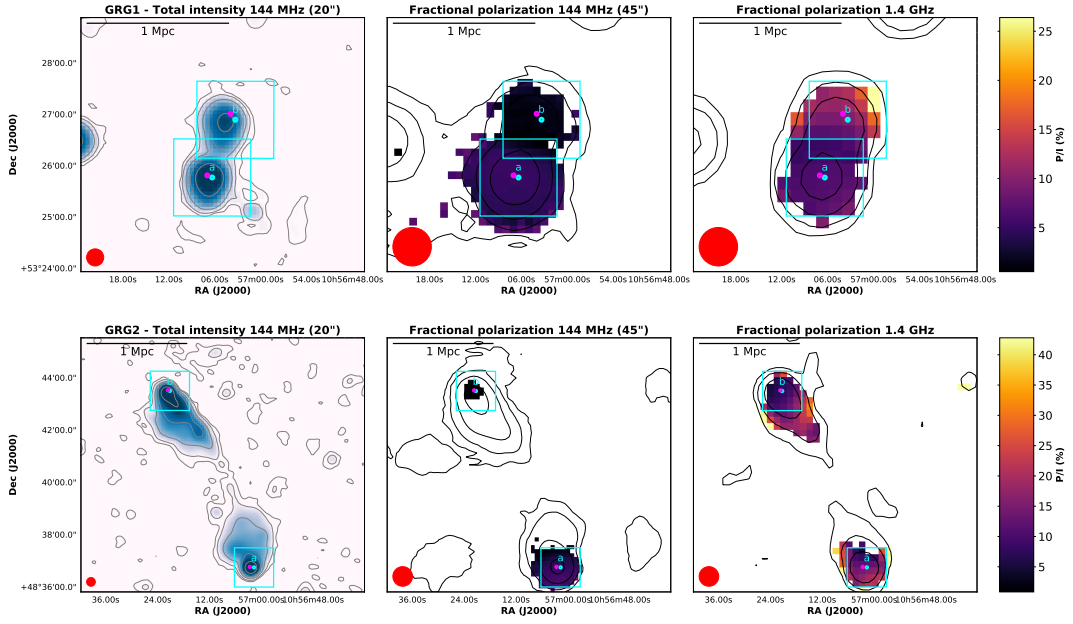 GRG1 - Total intensity 144 MHz (20") Fractional polarization 144 MHz (45") Fractional polarization 1.4 GHz
1 Mpc 1 Mpc 1 Mpc
28'00.0"
27'00.0"
26'00.0"
25'00.0"
+53°24'00.0"
Dec (J2000)
b b b
a a a
18.00s 12.00s 06.00s 57m00.00s 54.00s 10h56m48.00s
18.00s 12.00s 06.00s 57m00.00s 54.00s 10h56m48.00s
18.00s 12.00s 06.00s 57m00.00s 54.00s 10h56m48.00s
RA (J2000) RA (J2000) RA (J2000)
25
20
15
10
5
P/I (%)
GRG2 - Total intensity 144 MHz (20") Fractional polarization 144 MHz (45") Fractional polarization 1.4 GHz
1 Mpc 1 Mpc 1 Mpc
44'00.0"
42'00.0"
40'00.0"
38'00.0"
+48°36'00.0"
Dec (J2000)
b b b
a a a
36.00s 24.00s 12.00s 57m00.00s 10h56m48.00s
36.00s 24.00s 12.00s 57m00.00s 10h56m48.00s
36.00s 24.00s 12.00s 57m00.00s 10h56m48.00s
RA (J2000) RA (J2000) RA (J2000)
40
35
30
25
20
15
10
5
P/I (%)